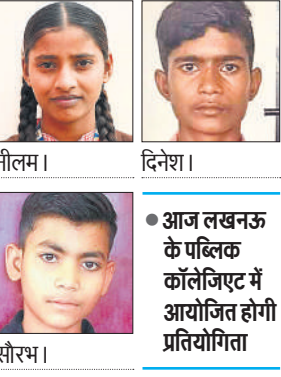 नीलम।
दिनेश।
सौरभ।
● आज लखनऊ
के पब्लिक
कॉलेजिएट में
आयोजित होगी
प्रतियोगिता